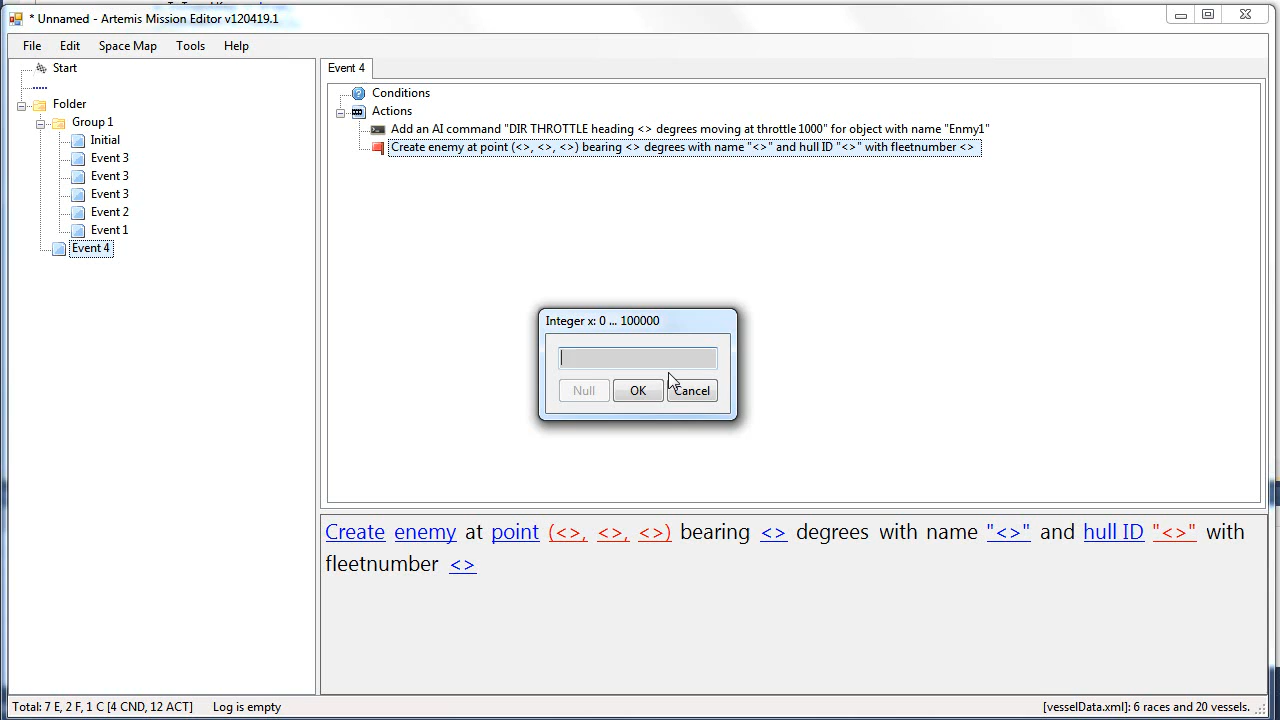 * Unnamed - Artemis Mission Editor v120419.1
File Edit Space Map Tools Help
Start
Folder
Group 1
Initial
Event 3
Event 3
Event 3
Event 2
Event 1
Event 4
Event 4
Conditions
Actions
Add an AI command "DIR THROTTLE heading <> degrees moving at throttle 1000" for object with name "Enmy1"
Create enemy at point (<>, <>, <>) bearing <> degrees with name "<>" and hull ID "<>" with fleetnumber <>
Integer x: 0 ... 100000
Null OK Cancel
Create enemy at point (<>, <>, <>) bearing <> degrees with name "<>" and hull ID "<>" with
fleetnumber <>
Total: 7 E, 2 F, 1 C [4 CND, 12 ACT] Log is empty [vesselData.xml]: 6 races and 20 vessels.